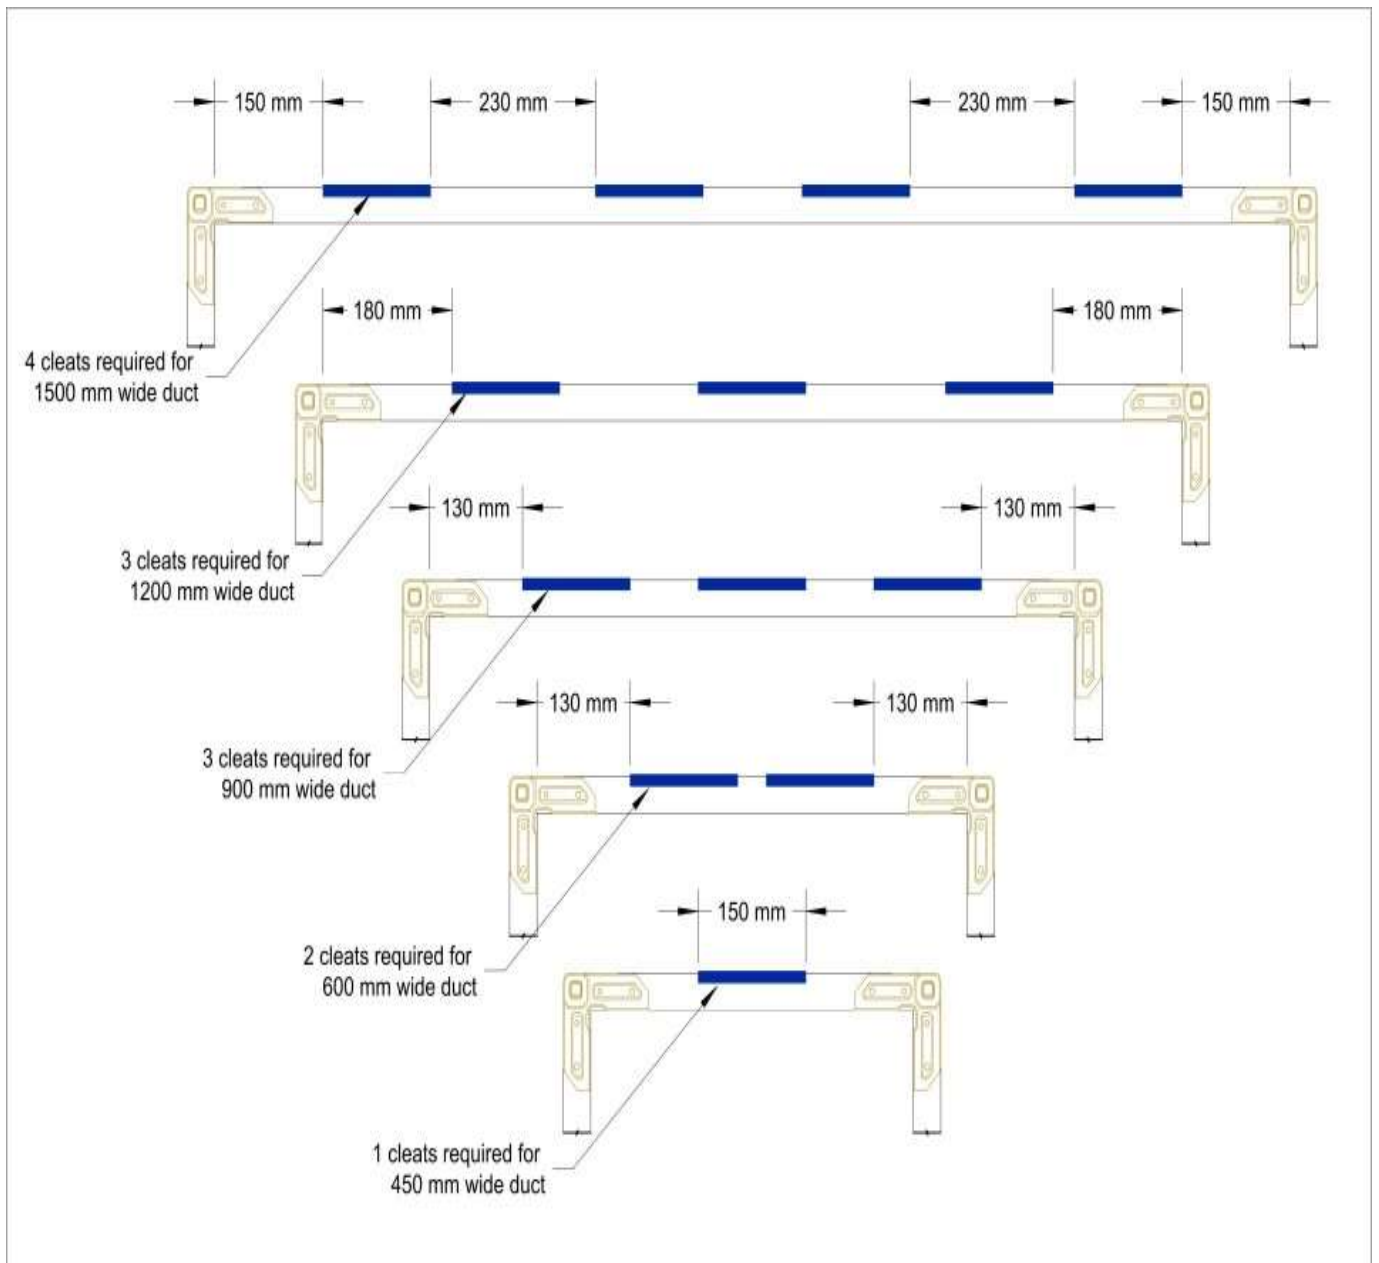 150 mm
230 mm
230 mm
150 mm
180 mm
180 mm
4 cleats required for
1500 mm wide duct
130 mm
130 mm
3 cleats required for
1200 mm wide duct
130 mm
130 mm
3 cleats required for
900 mm wide duct
150 mm
2 cleats required for
600 mm wide duct
1 cleats required for
450 mm wide duct